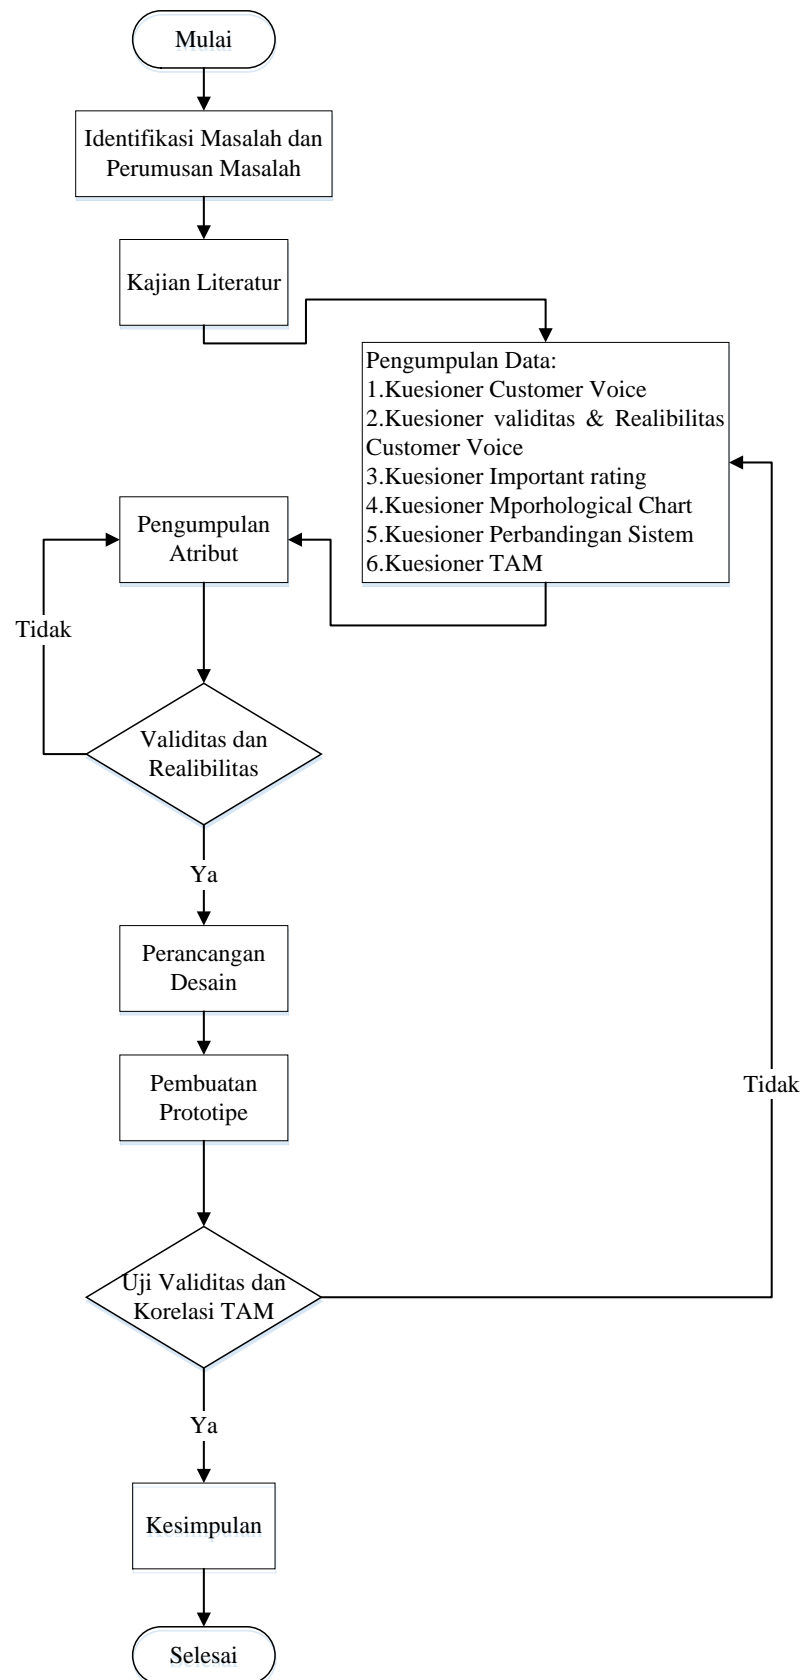 Mulai
Identifikasi Masalah dan
Perumusan Masalah
Kajian Literatur
Pengumpulan Data:
1.Kuesioner Customer Voice
2.Kuesioner validitas & Realibilitas
Customer Voice
3.Kuesioner Important rating
4.Kuesioner Mporhological Chart
5.Kuesioner Perbandingan Sistem
6.Kuesioner TAM
Pengumpulan
Atribut
Tidak
Validitas dan
Realibilitas
Ya
Perancangan
Desain
Pembuatan
Prototipe
Tidak
Uji Validitas dan
Korelasi TAM
Ya
Kesimpulan
Selesai